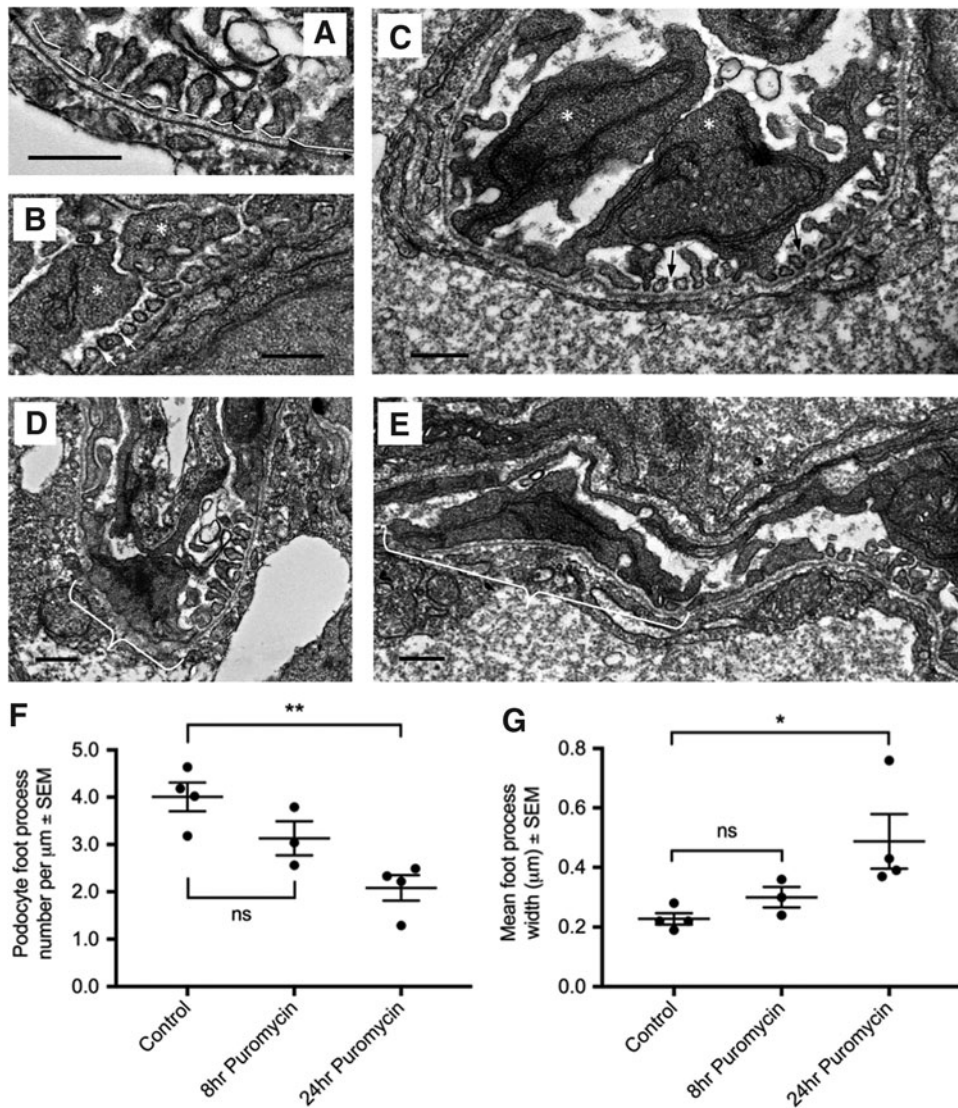 A
B
C
*
*
*
*
D
E
F
**
5.0
4.0
3.0
2.0
1.0
0.0
Podocyte foot process
number per µm ± SEM
ns
Control
8hr Puromycin
24hr Puromycin
G
*
0.8
0.6
0.4
0.2
0.0
Mean foot process
width (µm) ± SEM
ns
Control
8hr Puromycin
24hr Puromycin